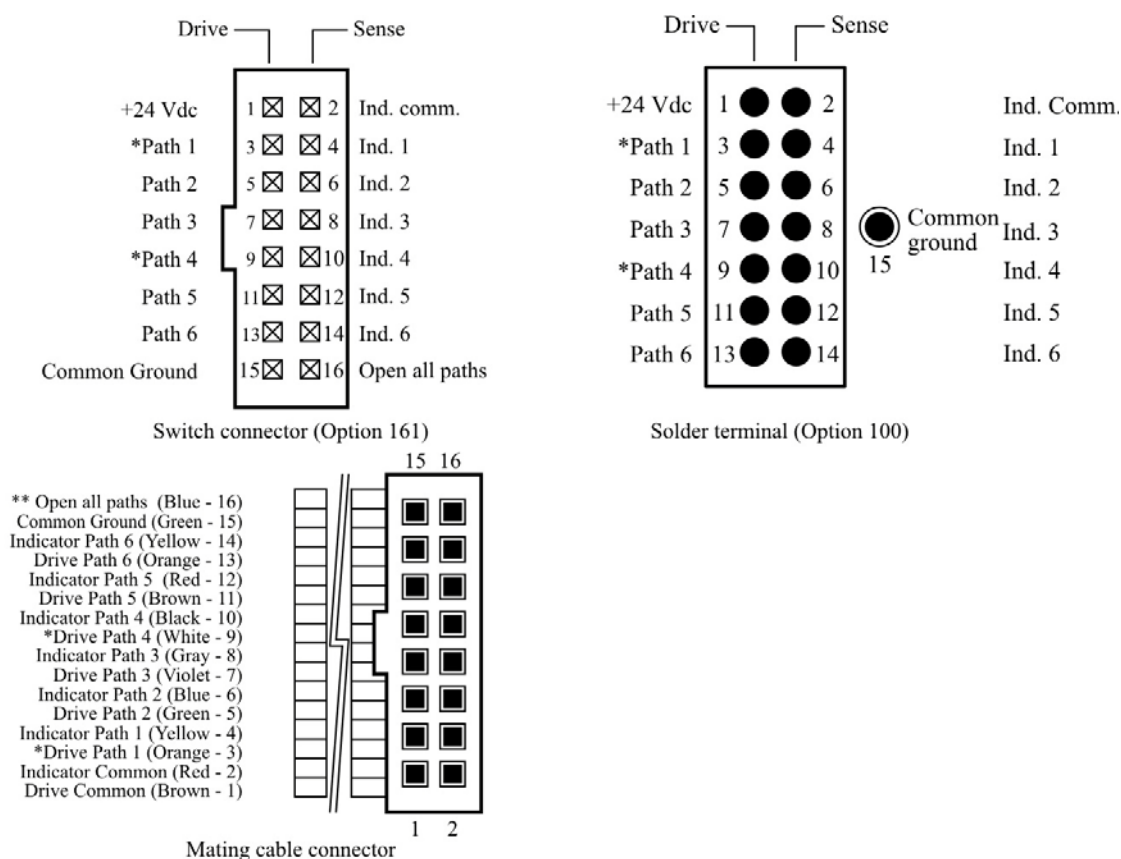 Drive Sense
+24 Vdc 1 2 Ind. comm.
*Path 1 3 4 Ind. 1
Path 2 5 6 Ind. 2
Path 3 7 8 Ind. 3
*Path 4 9 10 Ind. 4
Path 5 11 12 Ind. 5
Path 6 13 14 Ind. 6
Common Ground 15 16 Open all paths
Switch connector (Option 161)
Drive Sense
+24 Vdc 1 2 Ind. Comm.
*Path 1 3 4 Ind. 1
Path 2 5 6 Ind. 2
Path 3 7 8 Common Ind. 3
ground
*Path 4 9 10 15 Ind. 4
Path 5 11 12 Ind. 5
Path 6 13 14 Ind. 6
Solder terminal (Option 100)
15 16
** Open all paths (Blue - 16)
Common Ground (Green - 15)
Indicator Path 6 (Yellow - 14)
Drive Path 6 (Orange - 13)
Indicator Path 5 (Red - 12)
Drive Path 5 (Brown - 11)
Indicator Path 4 (Black - 10)
*Drive Path 4 (White - 9)
Indicator Path 3 (Gray - 8)
Drive Path 3 (Violet - 7)
Indicator Path 2 (Blue - 6)
Drive Path 2 (Green - 5)
Indicator Path 1 (Yellow - 4)
*Drive Path 1 (Orange - 3)
Indicator Common (Red - 2)
Drive Common (Brown - 1)
1 2
Mating cable connector